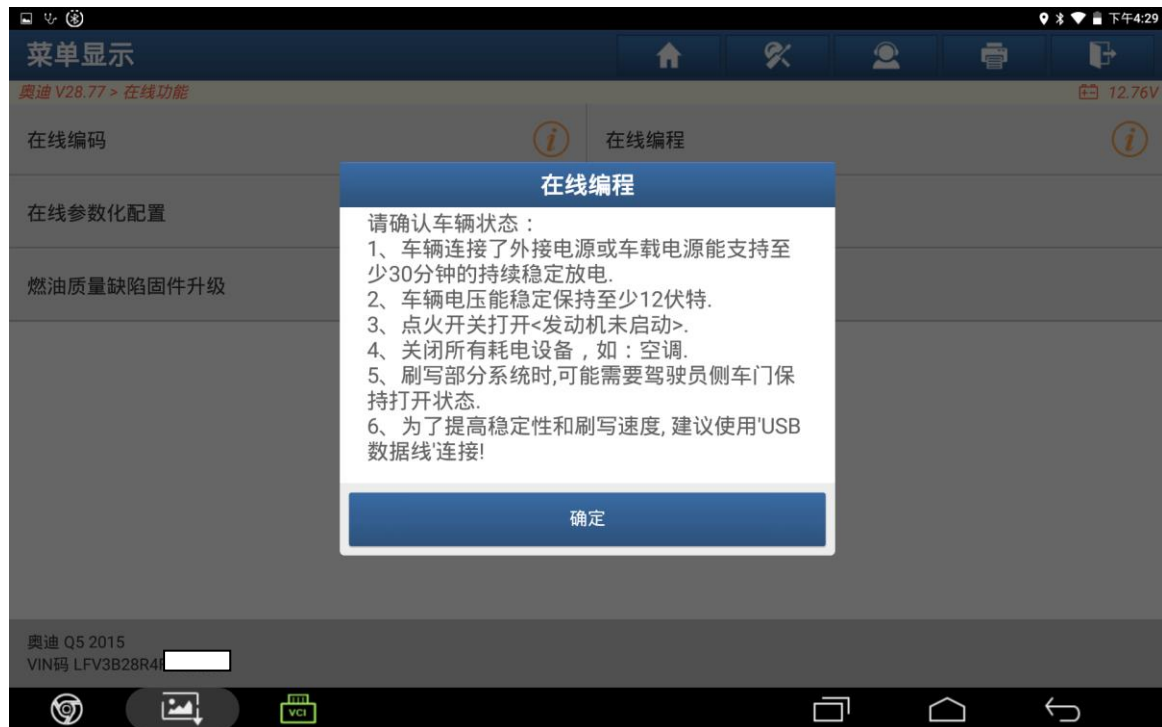 下午4:29
菜单显示
奥迪 V28.77 > 在线功能
12.76V
在线编码
在线编程
在线参数化配置
燃油质量缺陷固件升级
在线编程
请确认车辆状态：
1、车辆连接了外接电源或车载电源能支持至
少30分钟的持续稳定放电.
2、车辆电压能稳定保持至少12伏特.
3、点火开关打开<发动机未启动>.
4、关闭所有耗电设备，如：空调.
5、刷写部分系统时,可能需要驾驶员侧车门保
持打开状态.
6、为了提高稳定性和刷写速度, 建议使用'USB
数据线'连接!
确定
奥迪 Q5 2015
VIN码 LFV3B28R4
VCI